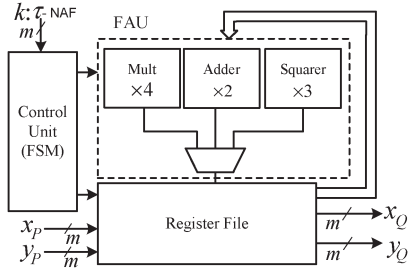 k: τ- NAF
m
FAU
Mult
×4
Adder
×2
Squarer
×3
Control
Unit
(FSM)
Register File
x_P
m
y_P
m
m
x_Q
m
y_Q